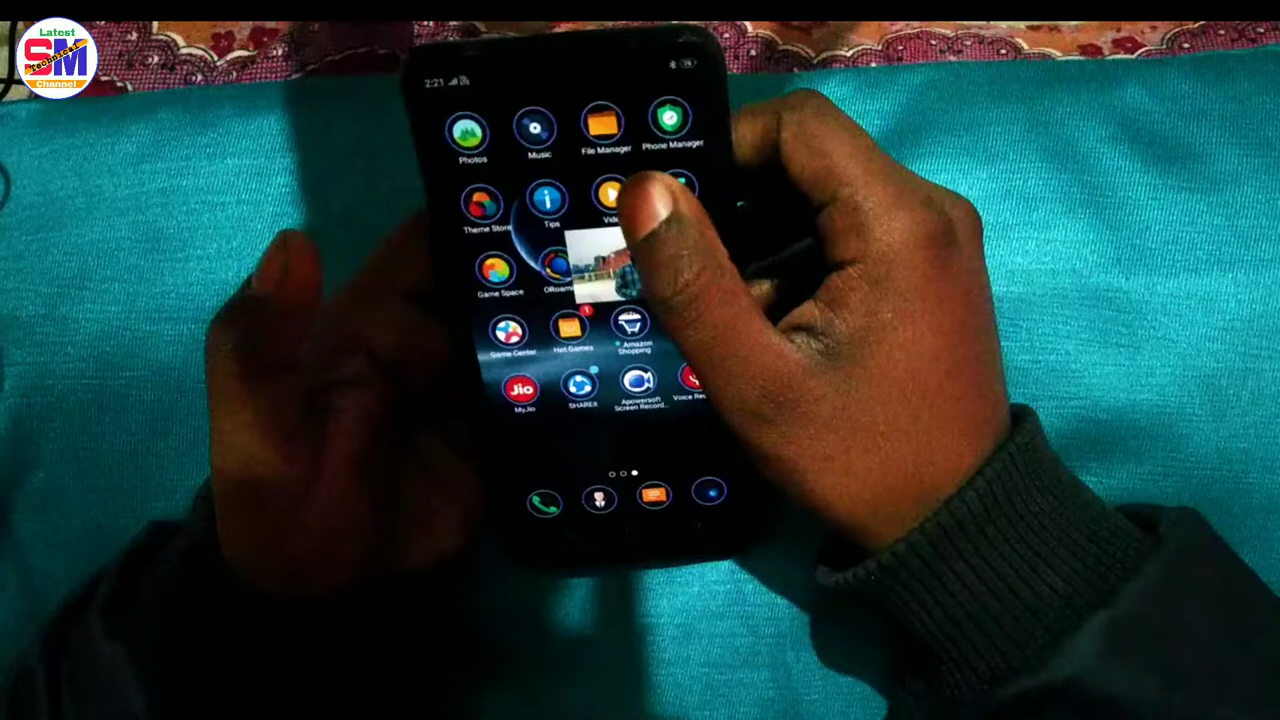 Latest
SM
Technical
Channel
2:21
Photos
Music
File Manager
Phone Manager
Theme Store
Tips
Game Space
Game Center
Hot Games
1
Amazon
Shopping
Jio
MyJio
SHAREit
Apowersoft
Screen Record...